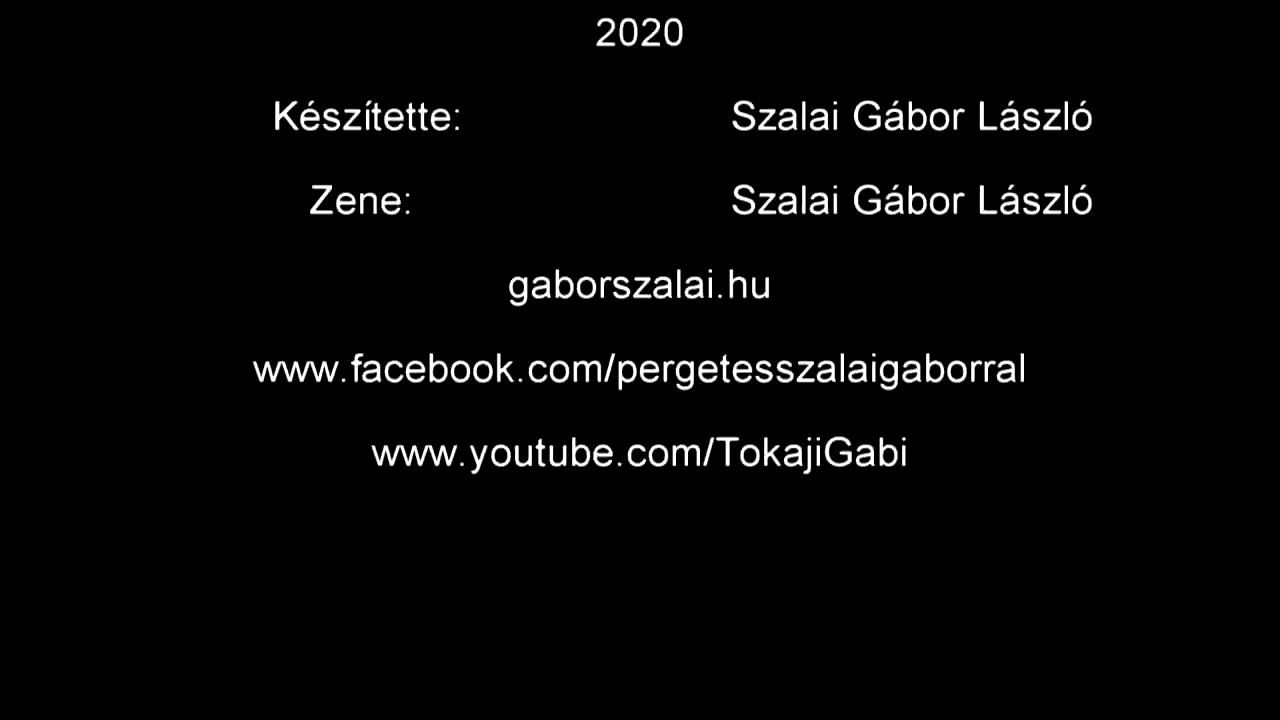 2020
Készítette: Szalai Gábor László
Zene: Szalai Gábor László
gaborszalai.hu
www.facebook.com/pergetesszalaigaborral
www.youtube.com/TokajiGabi